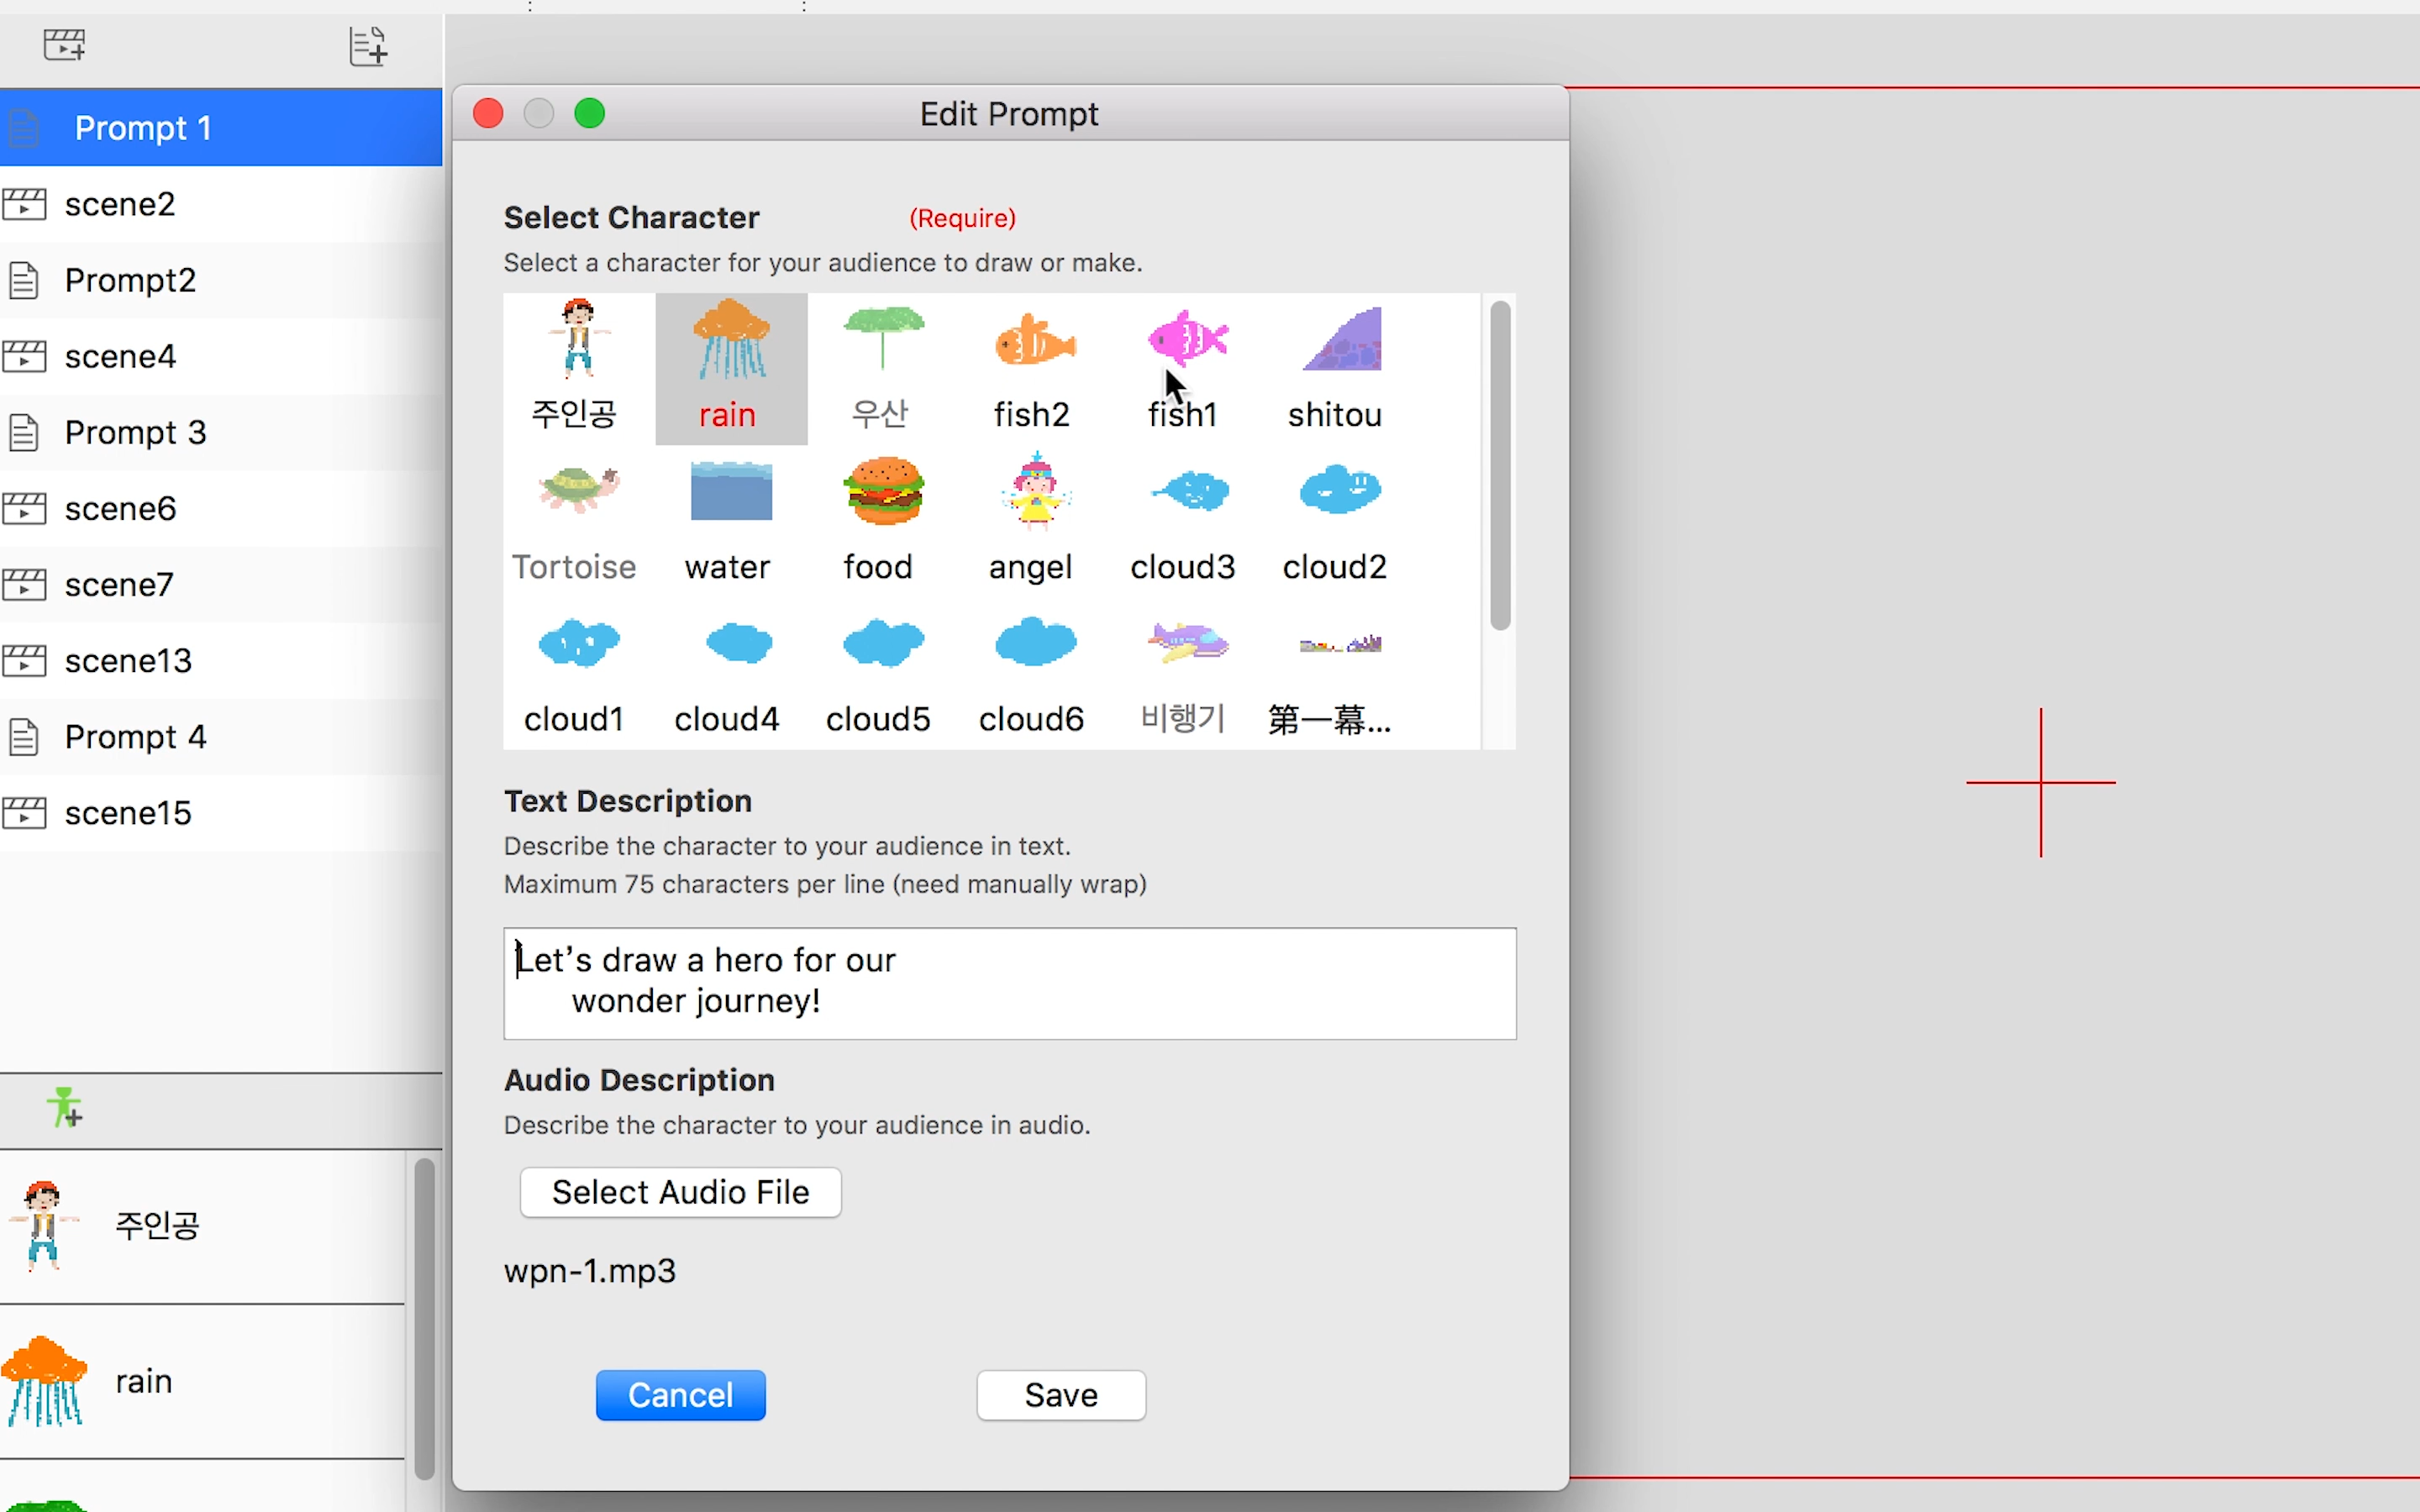 Prompt 1
scene2
Prompt2
scene4
Prompt 3
scene6
scene7
scene13
Prompt 4
scene15
주인공
rain
Edit Prompt
Select Character
(Require)
Select a character for your audience to draw or make.
주인공 rain 우산 fish2 fish1 shitou
Tortoise water food angel cloud3 cloud2
cloud1 cloud4 cloud5 cloud6 비행기 第一幕...
Text Description
Describe the character to your audience in text.
Maximum 75 characters per line (need manually wrap)
Let’s draw a hero for our
wonder journey!
Audio Description
Describe the character to your audience in audio.
Select Audio File
wpn-1.mp3
Cancel
Save